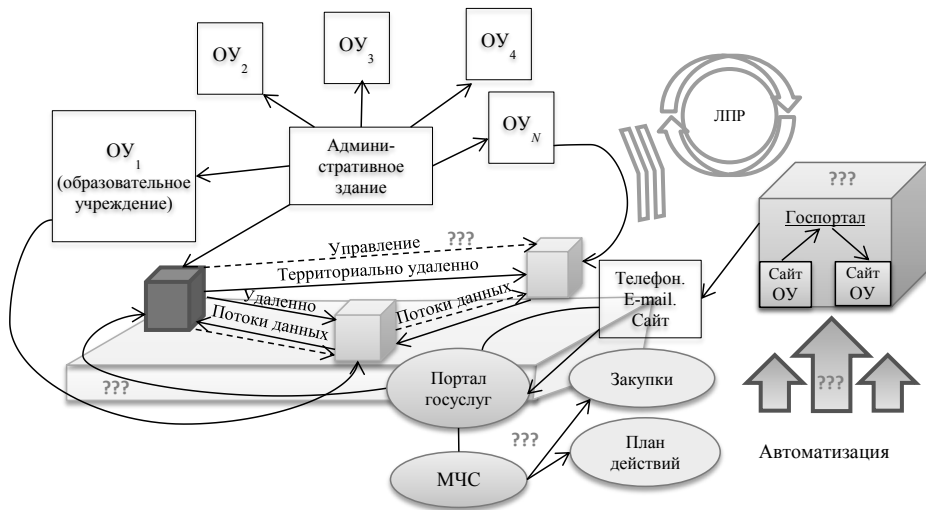 ОУ2
ОУ3
ОУ4
ОУN
ОУ1
(образовательное
учреждение)
Админи-
стративное
здание
ЛПР
???
Госпортал
Сайт
ОУ
Сайт
ОУ
Управление
???
Территориально удаленно
Удаленно
Потоки данных
Потоки данных
Телефон.
E-mail.
Сайт
???
Портал
госуслуг
Закупки
???
???
План
действий
МЧС
Автоматизация